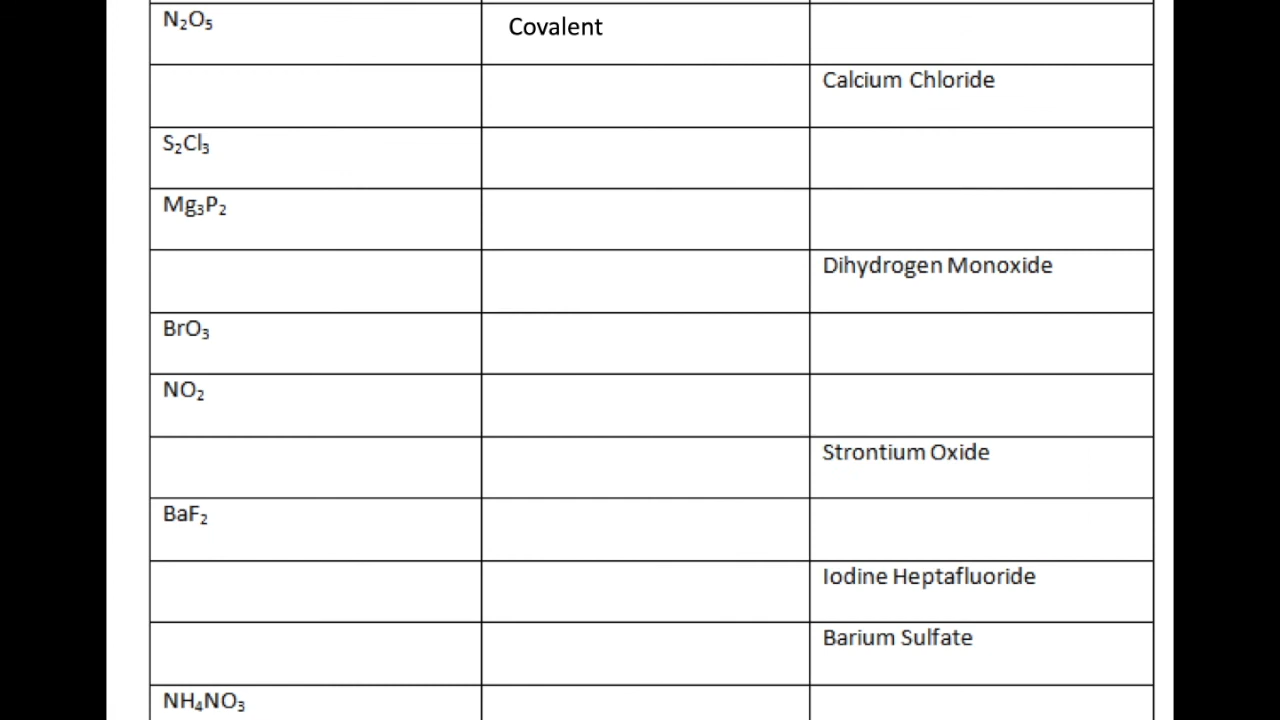 N₂O₅ Covalent
Calcium Chloride
S₂Cl₃
Mg₃P₂
Dihydrogen Monoxide
BrO₃
NO₂
Strontium Oxide
BaF₂
Iodine Heptafluoride
Barium Sulfate
NH₄NO₃